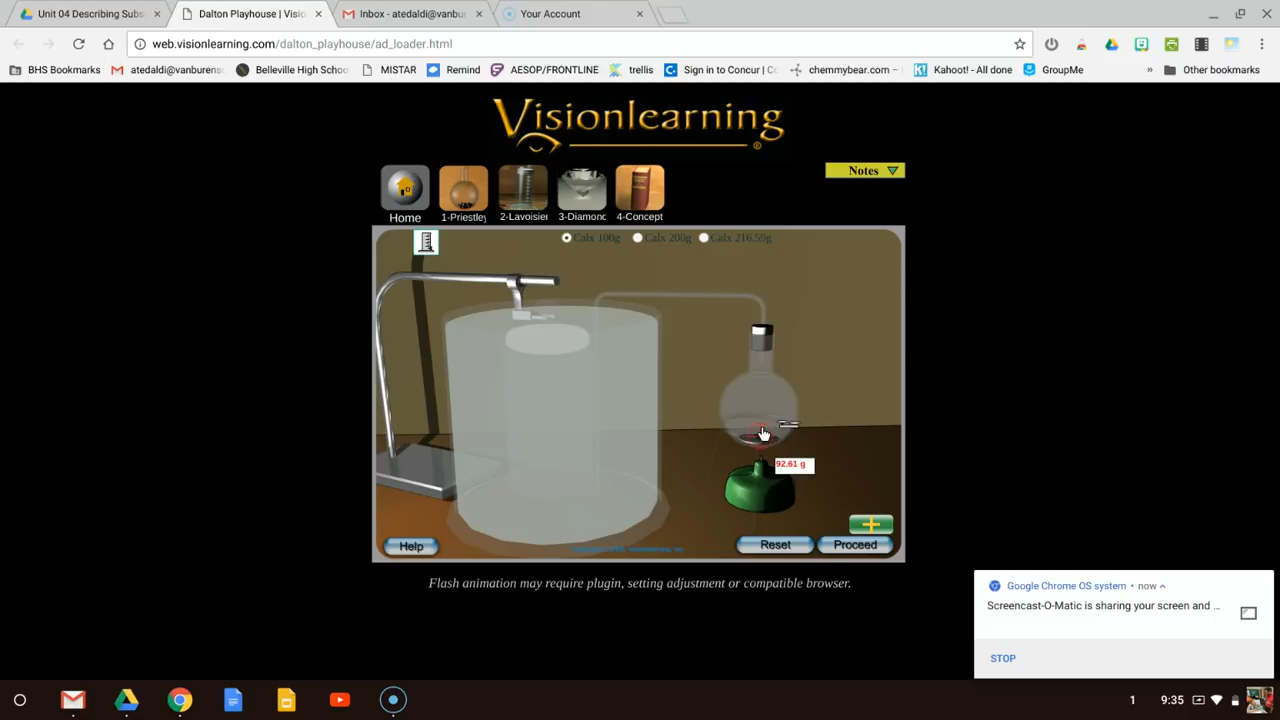 Unit 04 Describing Subs
Dalton Playhouse | Visio
Inbox - atedaldi@vanbur
Your Account
web.visionlearning.com/dalton_playhouse/ad_loader.html
BHS Bookmarks
atedaldi@vanburens
Belleville High Schoo
MISTAR
Remind
AESOP/FRONTLINE
trellis
Sign in to Concur | Co
chemmybear.com –
Kahoot! - All done
GroupMe
»
Other bookmarks
Visionlearning ®
Notes
Home
1-Priestley
2-Lavoisier
3-Diamond
4-Concept
Calx 100g
Calx 200g
Calx 216.59g
92.61 g
Help
Reset
Proceed
Flash animation may require plugin, setting adjustment or compatible browser.
Google Chrome OS system • now
Screencast-O-Matic is sharing your screen and ...
STOP
1
9:35